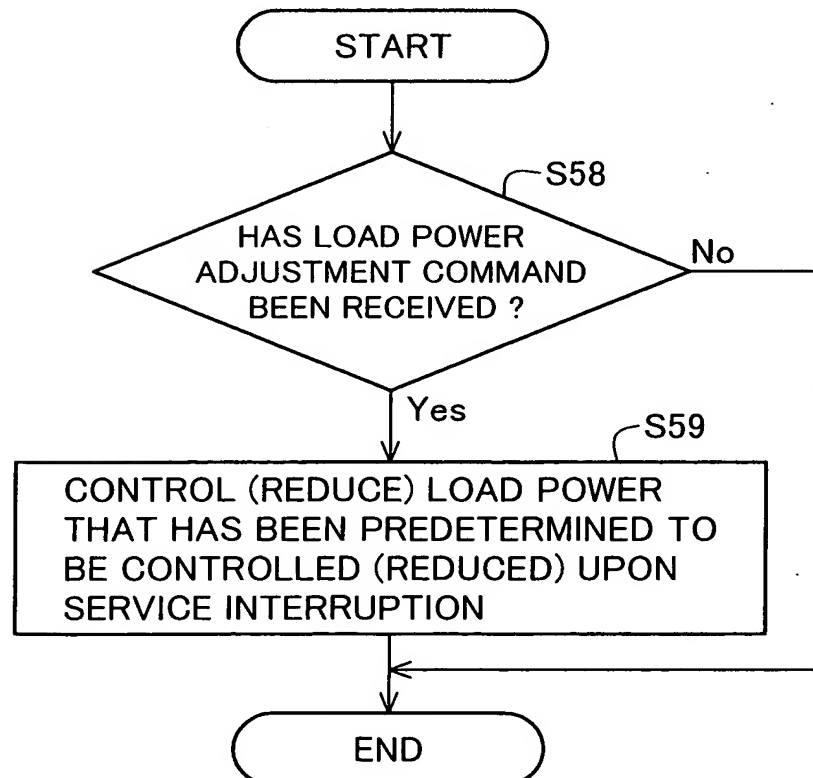 START
S58
HAS LOAD POWER
ADJUSTMENT COMMAND
BEEN RECEIVED ?
No
Yes
S59
CONTROL (REDUCE) LOAD POWER
THAT HAS BEEN PREDETERMINED TO
BE CONTROLLED (REDUCED) UPON
SERVICE INTERRUPTION
END